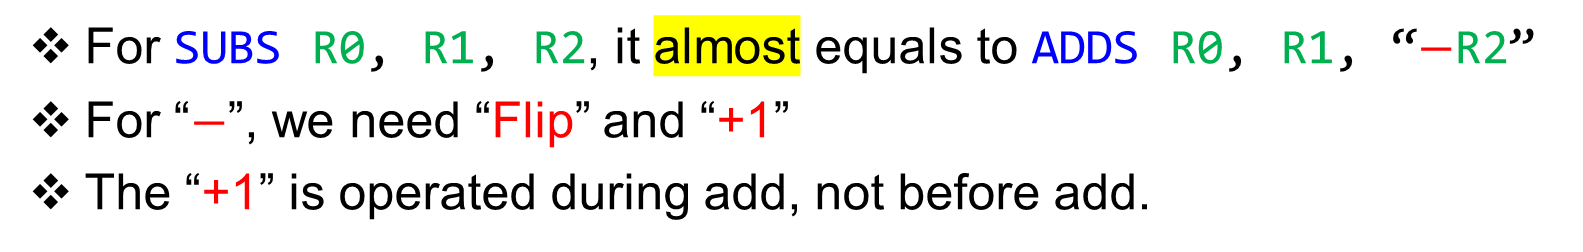 ❖ For SUBS R0, R1, R2, it almost equals to ADDS R0, R1, “–R2”
❖ For “–”, we need “Flip” and “+1”
❖ The “+1” is operated during add, not before add.